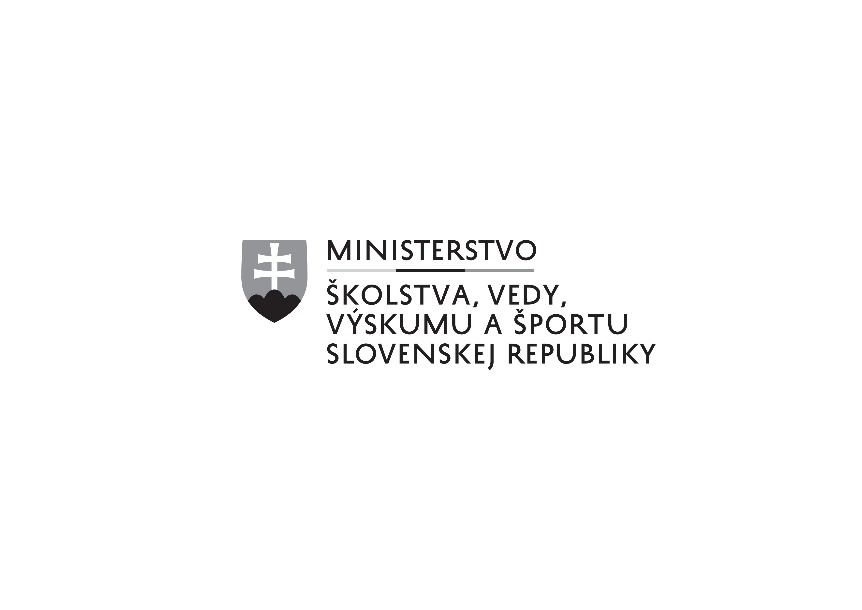 MINISTERSTVO
ŠKOLSTVA, VEDY,
VÝSKUMU A ŠPORTU
SLOVENSKEJ REPUBLIKY